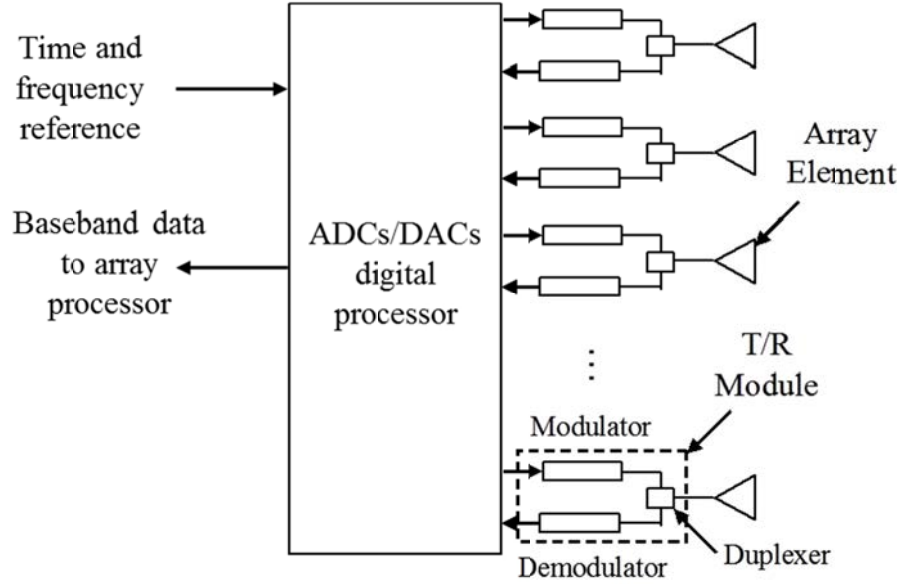 Time and
frequency
reference
Baseband data
to array
processor
ADCs/DACs
digital
processor
Array
Element
T/R
Module
Modulator
Demodulator
Duplexer